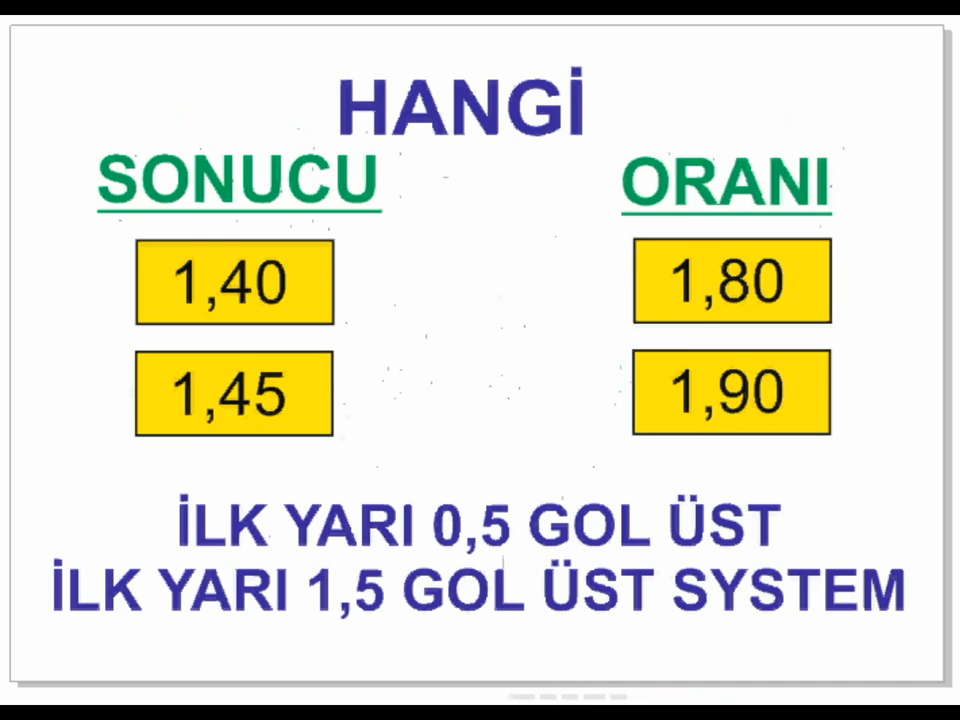 HANGİ
SONUCU ORANI
1,40 1,80
1,45 1,90
İLK YARI 0,5 GOL ÜST
İLK YARI 1,5 GOL ÜST SYSTEM